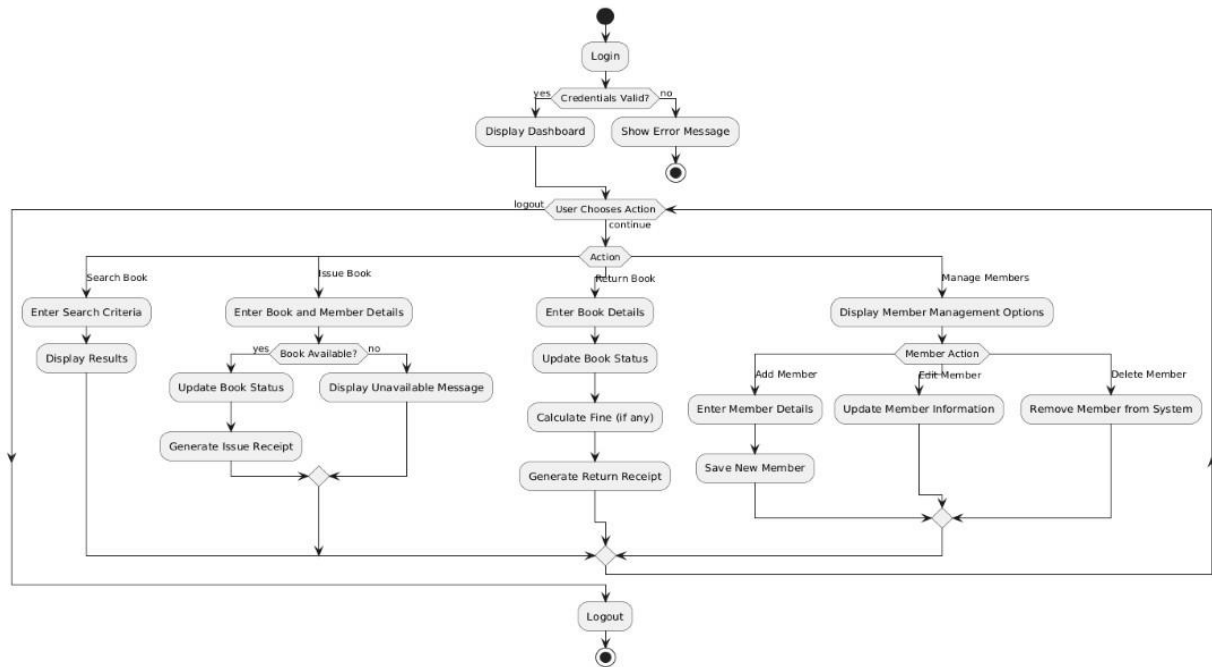 Login
yes
Credentials Valid?
no
Display Dashboard
Show Error Message
logout
User Chooses Action
continue
Action
Search Book
Issue Book
Return Book
Manage Members
Enter Search Criteria
Enter Book and Member Details
Enter Book Details
Display Member Management Options
Display Results
yes
Book Available?
no
Update Book Status
Member Action
Update Book Status
Display Unavailable Message
Add Member
Edit Member
Delete Member
Calculate Fine (if any)
Enter Member Details
Update Member Information
Remove Member from System
Generate Issue Receipt
Generate Return Receipt
Save New Member
Logout